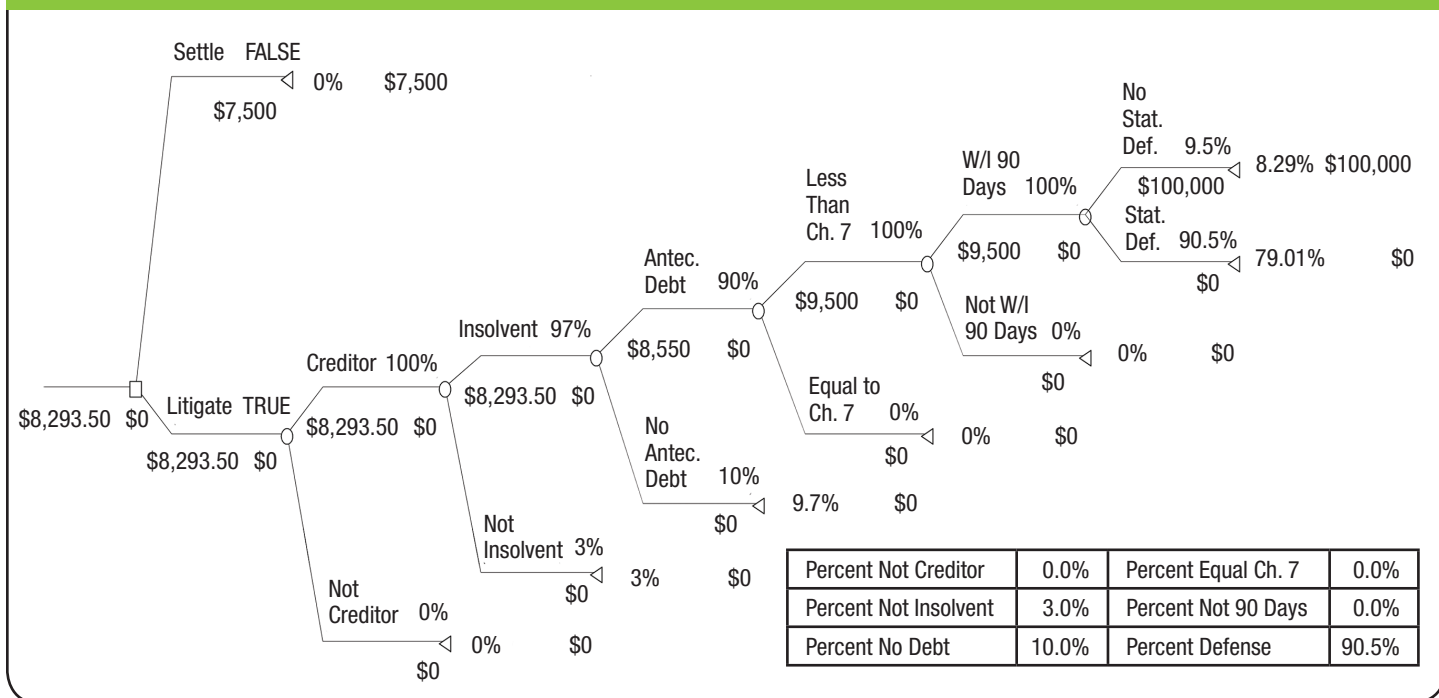 Settle FALSE
0% $7,500
$7,500
No
Stat.
Def. 9.5%
8.29% $100,000
$100,000
W/I 90
Days 100%
Stat.
Def. 90.5%
79.01% $0
$0
Less
Than
Ch. 7 100%
$9,500 $0
Not W/I
90 Days 0%
0% $0
$0
Antec.
Debt 90%
$9,500 $0
Equal to
Ch. 7 0%
0% $0
$0
Insolvent 97%
$8,550 $0
No
Antec.
Debt 10%
9.7% $0
$0
Creditor 100%
$8,293.50 $0
Not
Insolvent 3%
3% $0
$0
Litigate TRUE
$8,293.50 $0
$8,293.50 $0
$8,293.50 $0
Not
Creditor 0%
0% $0
$0
Percent Not Creditor 0.0% Percent Equal Ch. 7 0.0%
Percent Not Insolvent 3.0% Percent Not 90 Days 0.0%
Percent No Debt 10.0% Percent Defense 90.5%